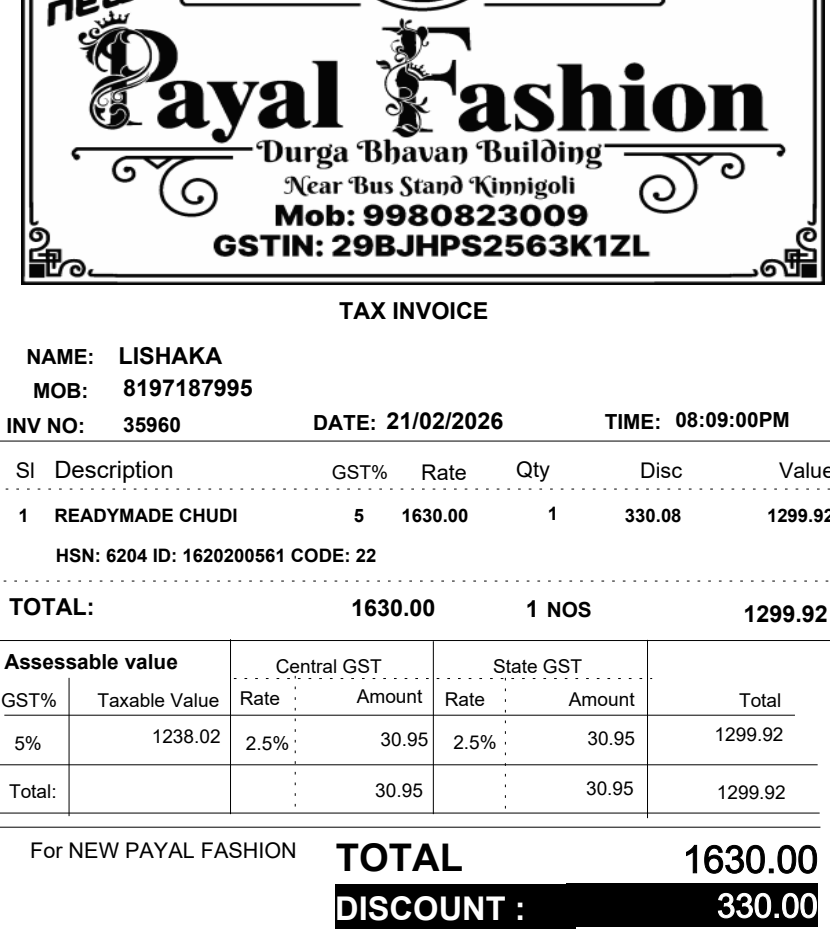 new
Payal Fashion
Durga Bhavan Building
Near Bus Stand Kinnigoli
Mob: 9980823009
GSTIN: 29BJHPS2563K1ZL
TAX INVOICE
NAME: LISHAKA
MOB: 8197187995
INV NO: 35960 DATE: 21/02/2026 TIME: 08:09:00PM
Sl Description GST% Rate Qty Disc Value
1 READYMADE CHUDI 5 1630.00 1 330.08 1299.92
HSN: 6204 ID: 1620200561 CODE: 22
TOTAL: 1630.00 1 NOS 1299.92
Assessable value Central GST State GST
GST% Taxable Value Rate Amount Rate Amount Total
5% 1238.02 2.5% 30.95 2.5% 30.95 1299.92
Total: 30.95 30.95 1299.92
For NEW PAYAL FASHION TOTAL 1630.00
DISCOUNT : 330.00